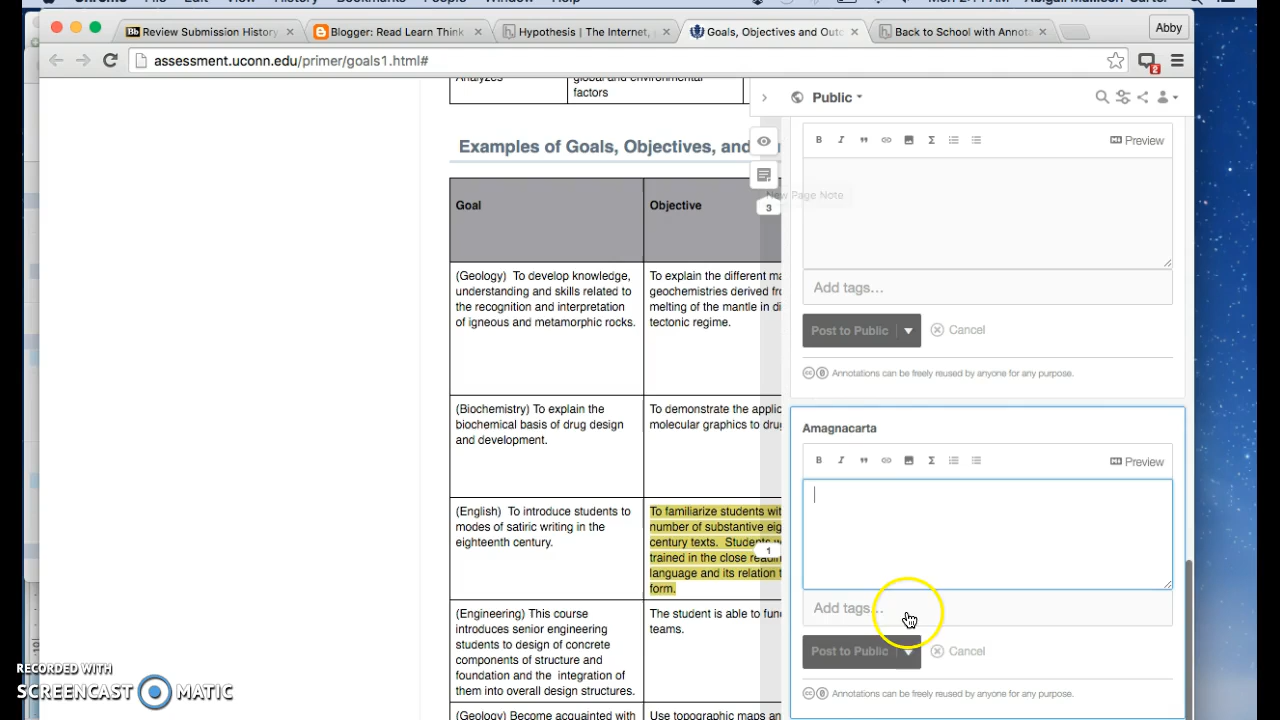 Review Submission History
Blogger: Read Learn Think
Hypothesis | The Internet,
Goals, Objectives and Outc
Back to School with Annota
Abby
assessment.uconn.edu/primer/goals1.html#
2
Analyzes
global and environmental
factors
Public
Examples of Goals, Objectives, and
B I Σ Preview
New Page Note
3
Goal
Objective
(Geology) To develop knowledge,
understanding and skills related to
the recognition and interpretation
of igneous and metamorphic rocks.
To explain the different ma
geochemistries derived fro
melting of the mantle in di
tectonic regime.
Add tags...
Post to Public
Cancel
Annotations can be freely reused by anyone for any purpose.
(Biochemistry) To explain the
biochemical basis of drug design
and development.
To demonstrate the applic
molecular graphics to drug
Amagnacarta
B I Σ Preview
(English) To introduce students to
modes of satiric writing in the
eighteenth century.
To familiarize students wit
number of substantive eig
century texts. Students w
trained in the close readin
language and its relation t
form.
1
Add tags...
(Engineering) This course
introduces senior engineering
students to design of concrete
components of structure and
foundation and the integration of
them into overall design structures.
The student is able to func
teams.
Post to Public
Cancel
Annotations can be freely reused by anyone for any purpose.
(Geology) Become acquainted with
Use topographic maps an
RECORDED WITH
SCREENCAST MATIC